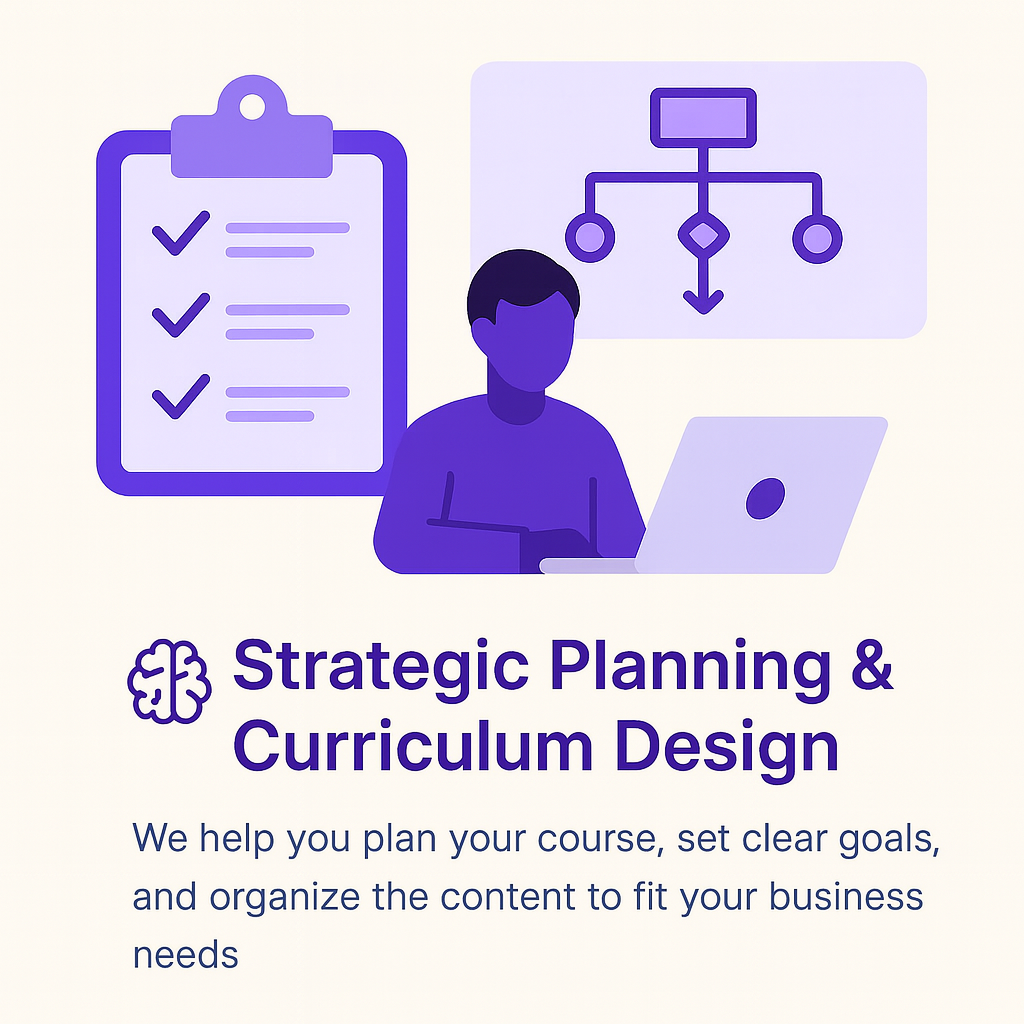 Strategic Planning &
Curriculum Design
We help you plan your course, set clear goals,
and organize the content to fit your business
needs